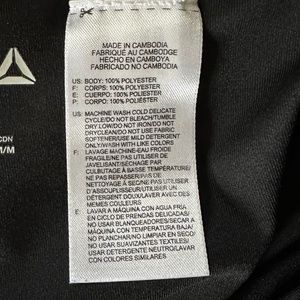 MADE IN CAMBODIA
FABRIQUÉ AU CAMBODGE
HECHO EN CAMBOYA
FABRICADO NO CAMBOJA
US: BODY: 100% POLYESTER
F: CORPS: 100% POLYESTER
E: CUERPO: 100% POLIESTER
P: CORPO: 100% POLIÉSTER
US: MACHINE WASH COLD DELICATE
CYCLE/DO NOT BLEACH/TUMBLE
DRY LOW/DO NOT IRON/DO NOT
DRYCLEAN/DO NOT USE FABRIC
SOFTENER/USE MILD DETERGENT
ONLY/WASH WITH LIKE COLORS
F: LAVAGE MACHINE-EAU FROIDE
FRAGILE/NE PAS UTILISER DE
JAVELISANT/SÉCHAGE PAR
CULBUTAGE À BASSE TEMPÉRATURE/
NE PAS REPASSER/PAS DE
NETTOYAGE À SEC/NE PAS UTILISER
D'ASSOUPLISSEUR/UTILISER UN
DÉTERGENT DOUX/LAVER AVEC DES
MÊMES COULEURS
E: LAVAR A MÁQUINA CON AGUA FRÍA
EN CICLO DE PRENDAS DELICADAS/
NO USAR BLANQUEADORES/SECAR A
MÁQUINA CON TEMPERATURA BAJA/
NO PLANCHAR/NO LIMPIAR EN SECO/
NO USAR SUAVIZANTES TEXTILES/
USAR DETERGENTE NEUTRO/LAVAR
CON COLORES SIMILARES
CDN
M/M